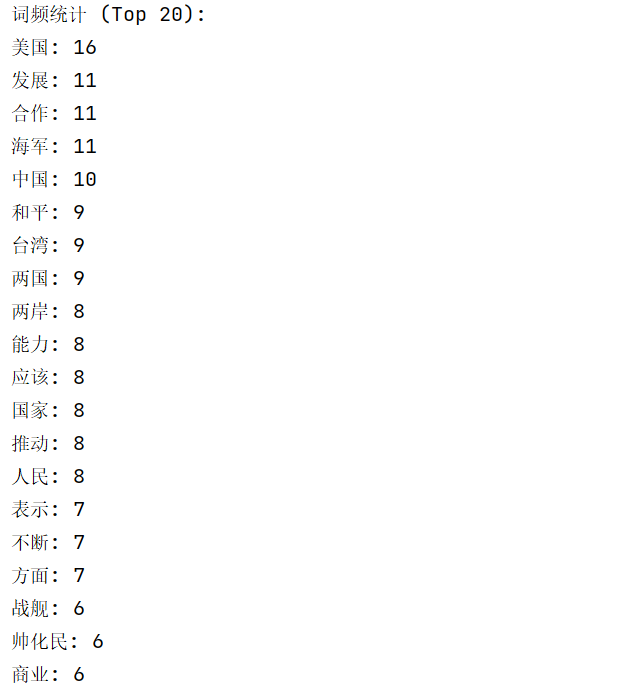 词频统计 (Top 20):
美国: 16
发展: 11
合作: 11
海军: 11
中国: 10
和平: 9
台湾: 9
两国: 9
两岸: 8
能力: 8
应该: 8
国家: 8
推动: 8
人民: 8
表示: 7
不断: 7
方面: 7
战舰: 6
帅化民: 6
商业: 6